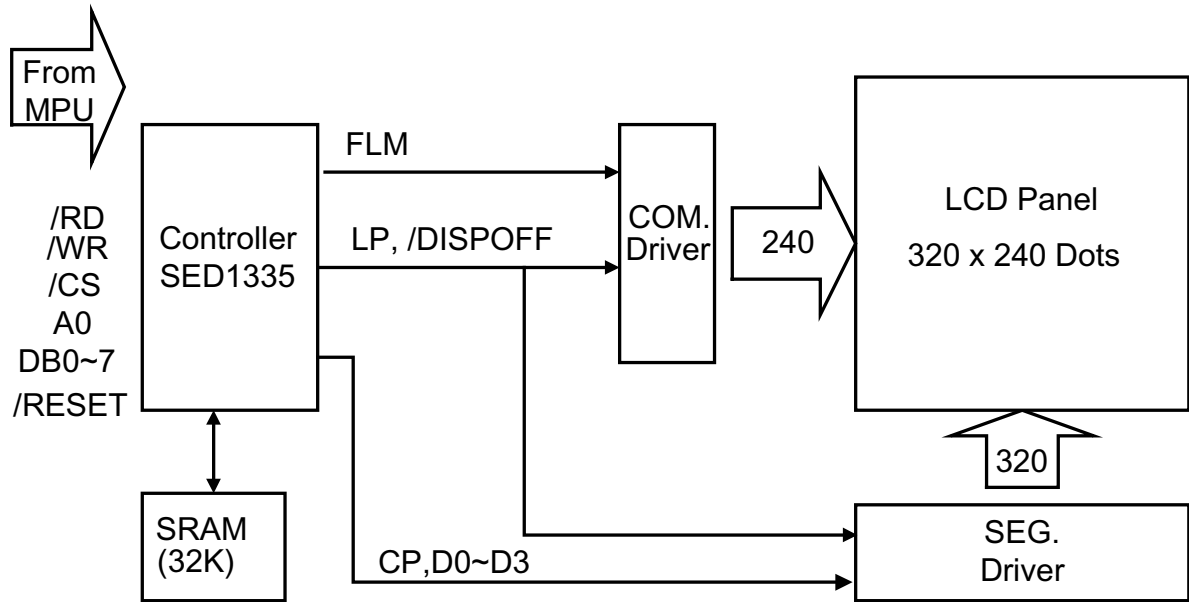 From
MPU
/RD
/WR
/CS
A0
DB0~7
/RESET
Controller
SED1335
FLM
LP, /DISPOFF
COM.
Driver
240
LCD Panel
320 x 240 Dots
320
SRAM
(32K)
CP,D0~D3
SEG.
Driver